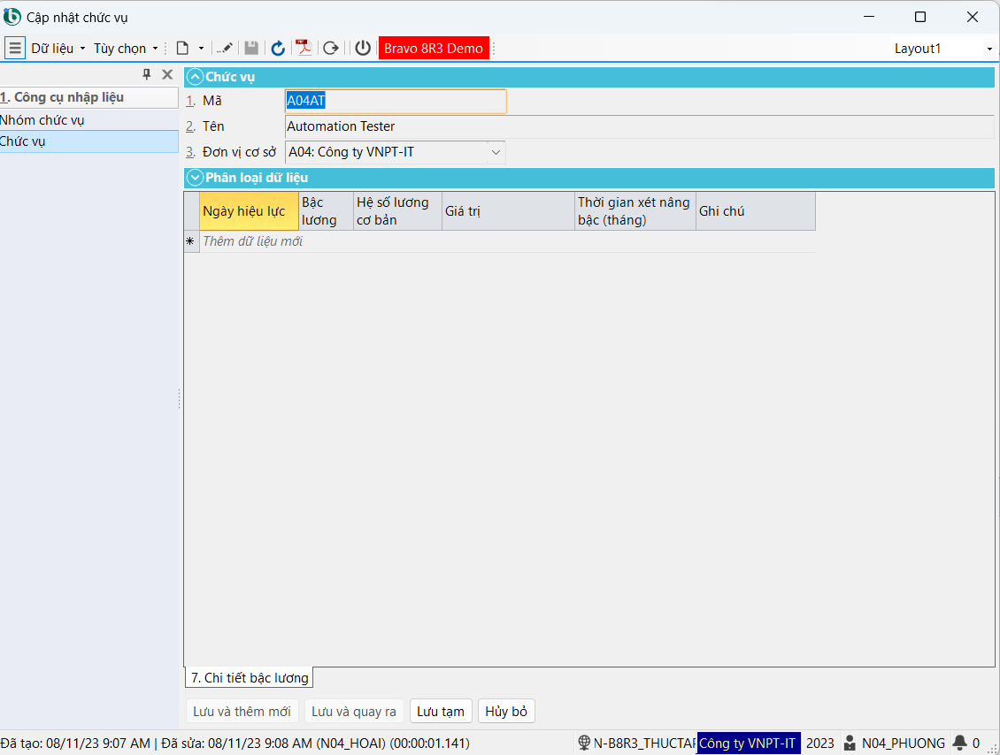 Cập nhật chức vụ
Dữ liệu Tùy chọn Bravo 8R3 Demo Layout1
1. Công cụ nhập liệu
Nhóm chức vụ
Chức vụ
Chức vụ
1. Mã A04AT
2. Tên Automation Tester
3. Đơn vị cơ sở A04: Công ty VNPT-IT
Phân loại dữ liệu
Ngày hiệu lực
Bậc lương
Hệ số lương cơ bản
Giá trị
Thời gian xét nâng bậc (tháng)
Ghi chú
* Thêm dữ liệu mới
7. Chi tiết bậc lương
Lưu và thêm mới Lưu và quay ra Lưu tạm Hủy bỏ
Đã tạo: 08/11/23 9:07 AM | Đã sửa: 08/11/23 9:08 AM (N04_HOAI) (00:00:01.141) N-B8R3_THUCTAP Công ty VNPT-IT 2023 N04_PHUONG 0